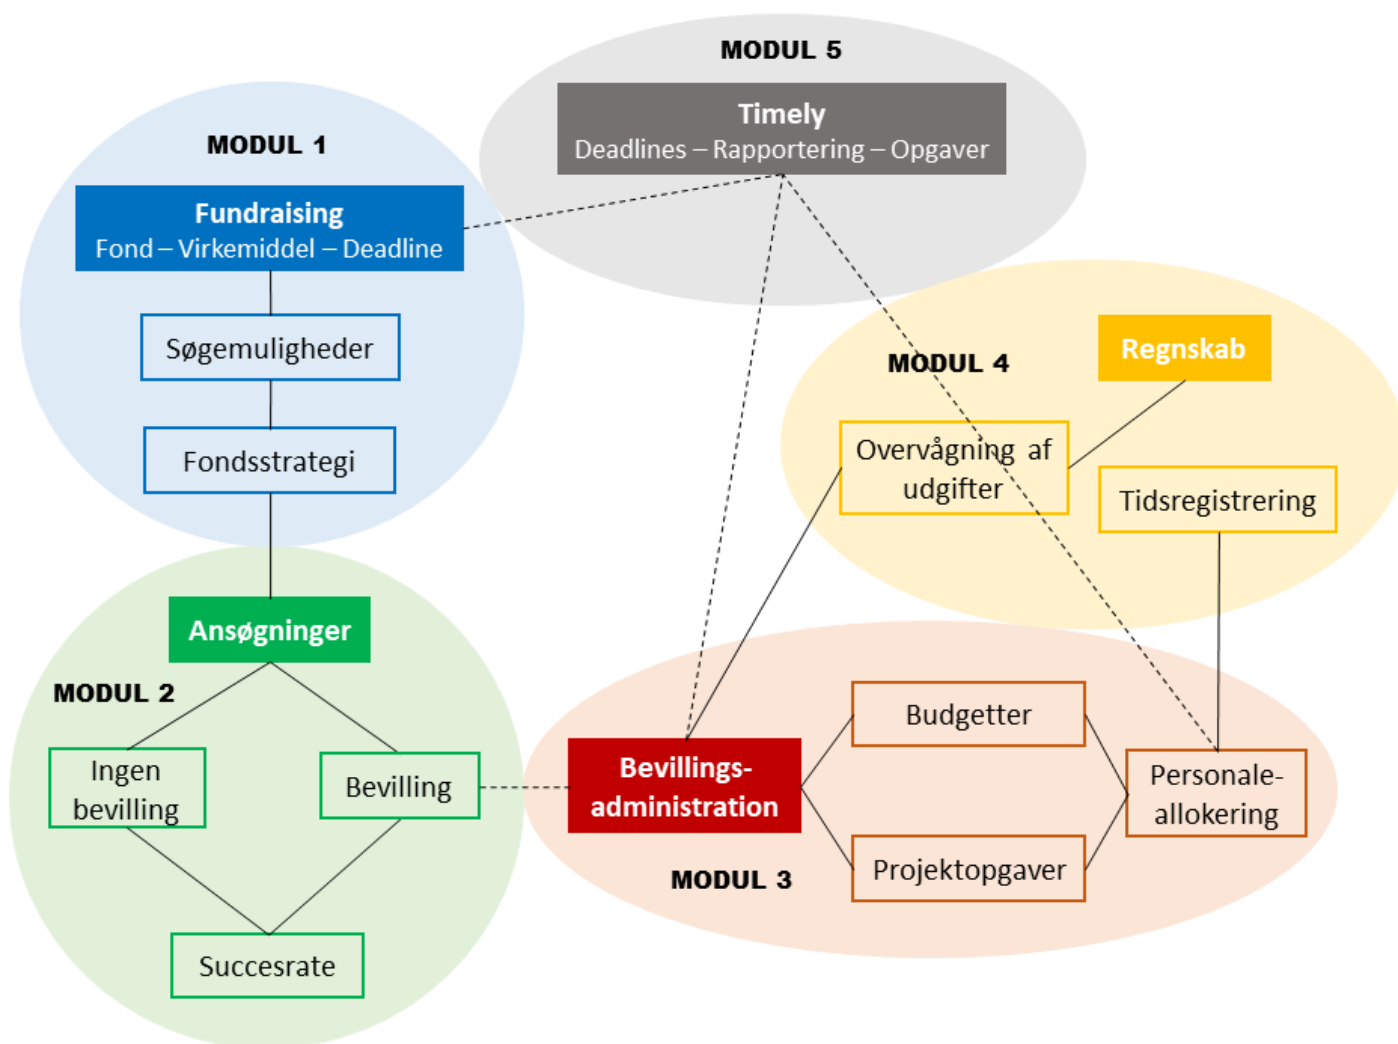 MODUL 5
Timely
Deadlines – Rapportering – Opgaver
MODUL 1
Fundraising
Fond – Virkemiddel – Deadline
Søgemuligheder
Fondsstrategi
MODUL 4
Regnskab
Overvågning af
udgifter
Tidsregistrering
Ansøgninger
MODUL 2
Ingen
bevilling
Bevilling
Succesrate
Bevillings-
administration
Budgetter
Projektopgaver
Personale-
allokering
MODUL 3